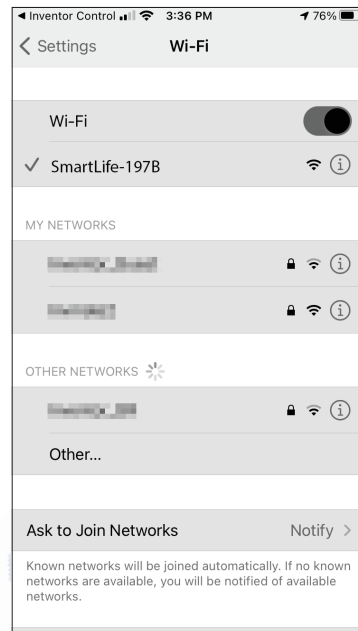 Inventor Control 3:36 PM 76%
Settings Wi-Fi
Wi-Fi
SmartLife-197B
MY NETWORKS
OTHER NETWORKS
Other...
Ask to Join Networks Notify
Known networks will be joined automatically. If no known
networks are available, you will be notified of available
networks.